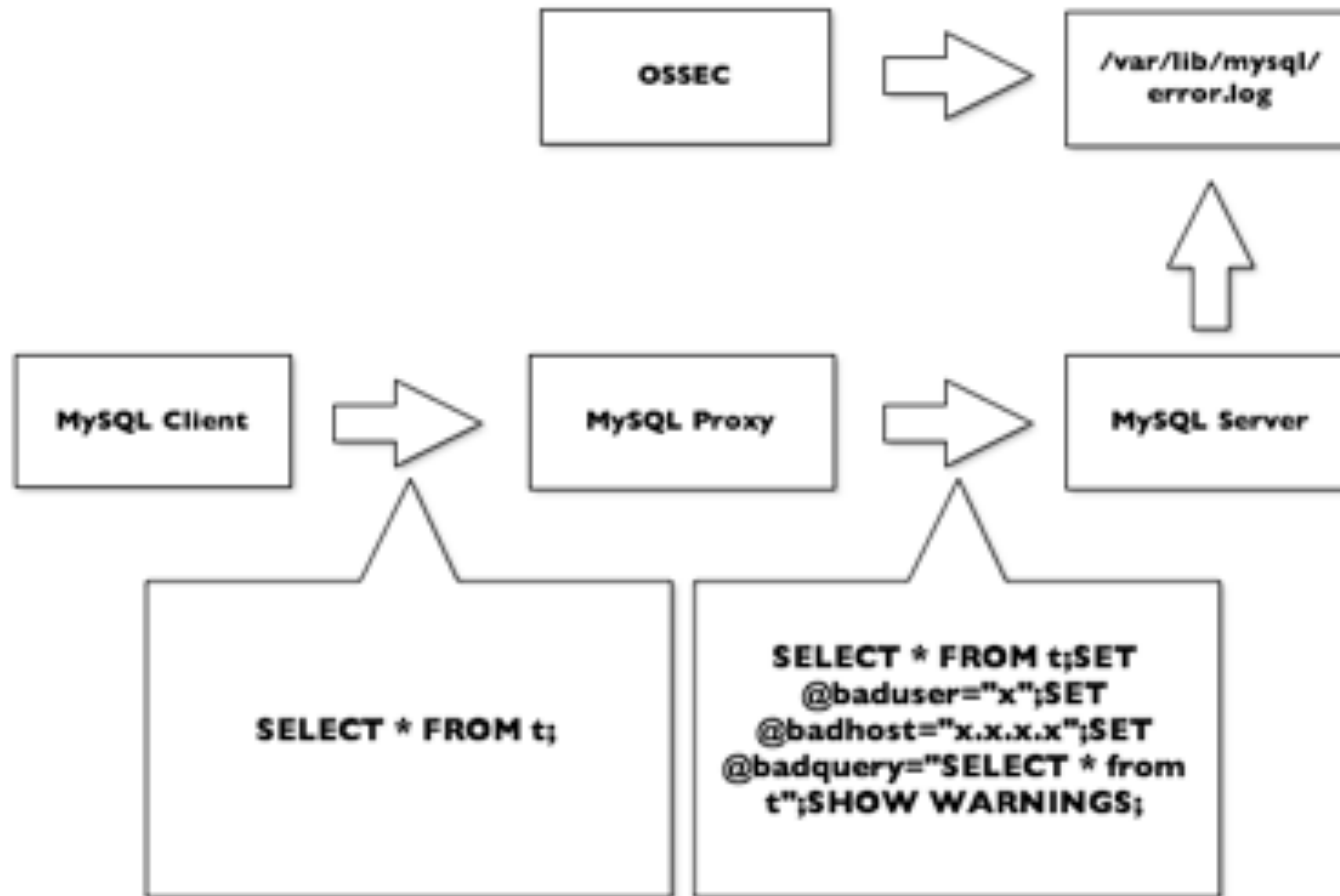 OSSEC
/var/lib/mysql/
error.log
MySQL Client
MySQL Proxy
MySQL Server
SELECT * FROM t;
SELECT * FROM t;SET
@baduser="x";SET
@badhost="x.x.x.x";SET
@badquery="SELECT * from
t";SHOW WARNINGS;